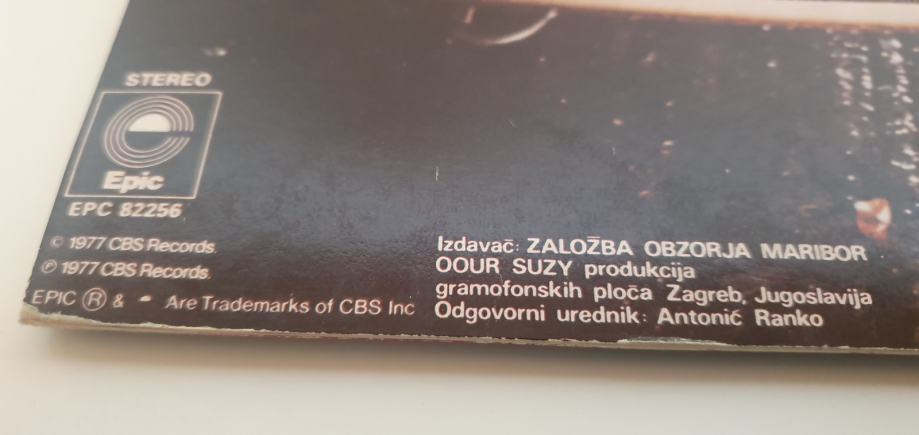 STEREO
Epic
EPC 82256
© 1977 CBS Records.
℗ 1977 CBS Records.
EPIC ® & Are Trademarks of CBS Inc
Izdavač: ZALOŽBA OBZORJA MARIBOR
OOUR SUZY produkcija
gramofonskih ploča Zagreb, Jugoslavija
Odgovorni urednik: Antonić Ranko